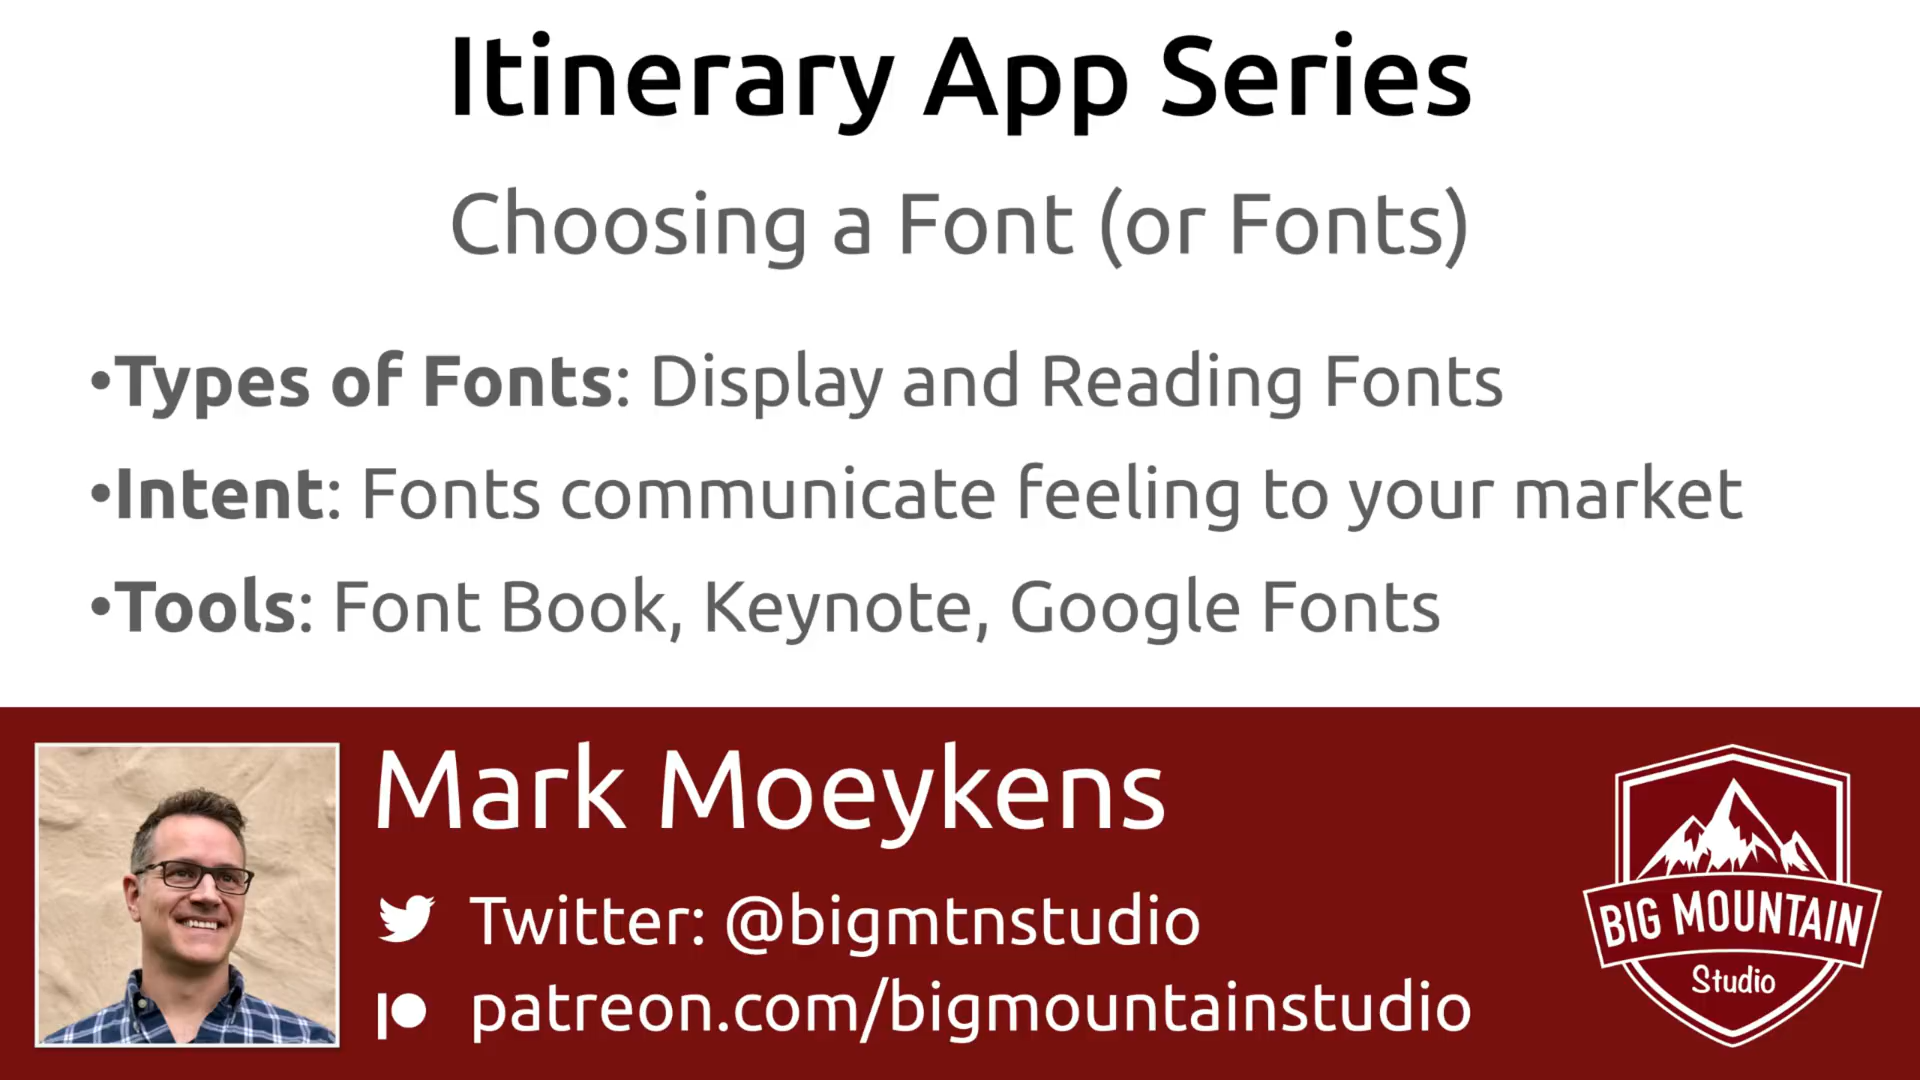 Itinerary App Series
Choosing a Font (or Fonts)
•Types of Fonts: Display and Reading Fonts
•Intent: Fonts communicate feeling to your market
•Tools: Font Book, Keynote, Google Fonts
Mark Moeykens
Twitter: @bigmtnstudio
patreon.com/bigmountainstudio
BIG MOUNTAIN
Studio